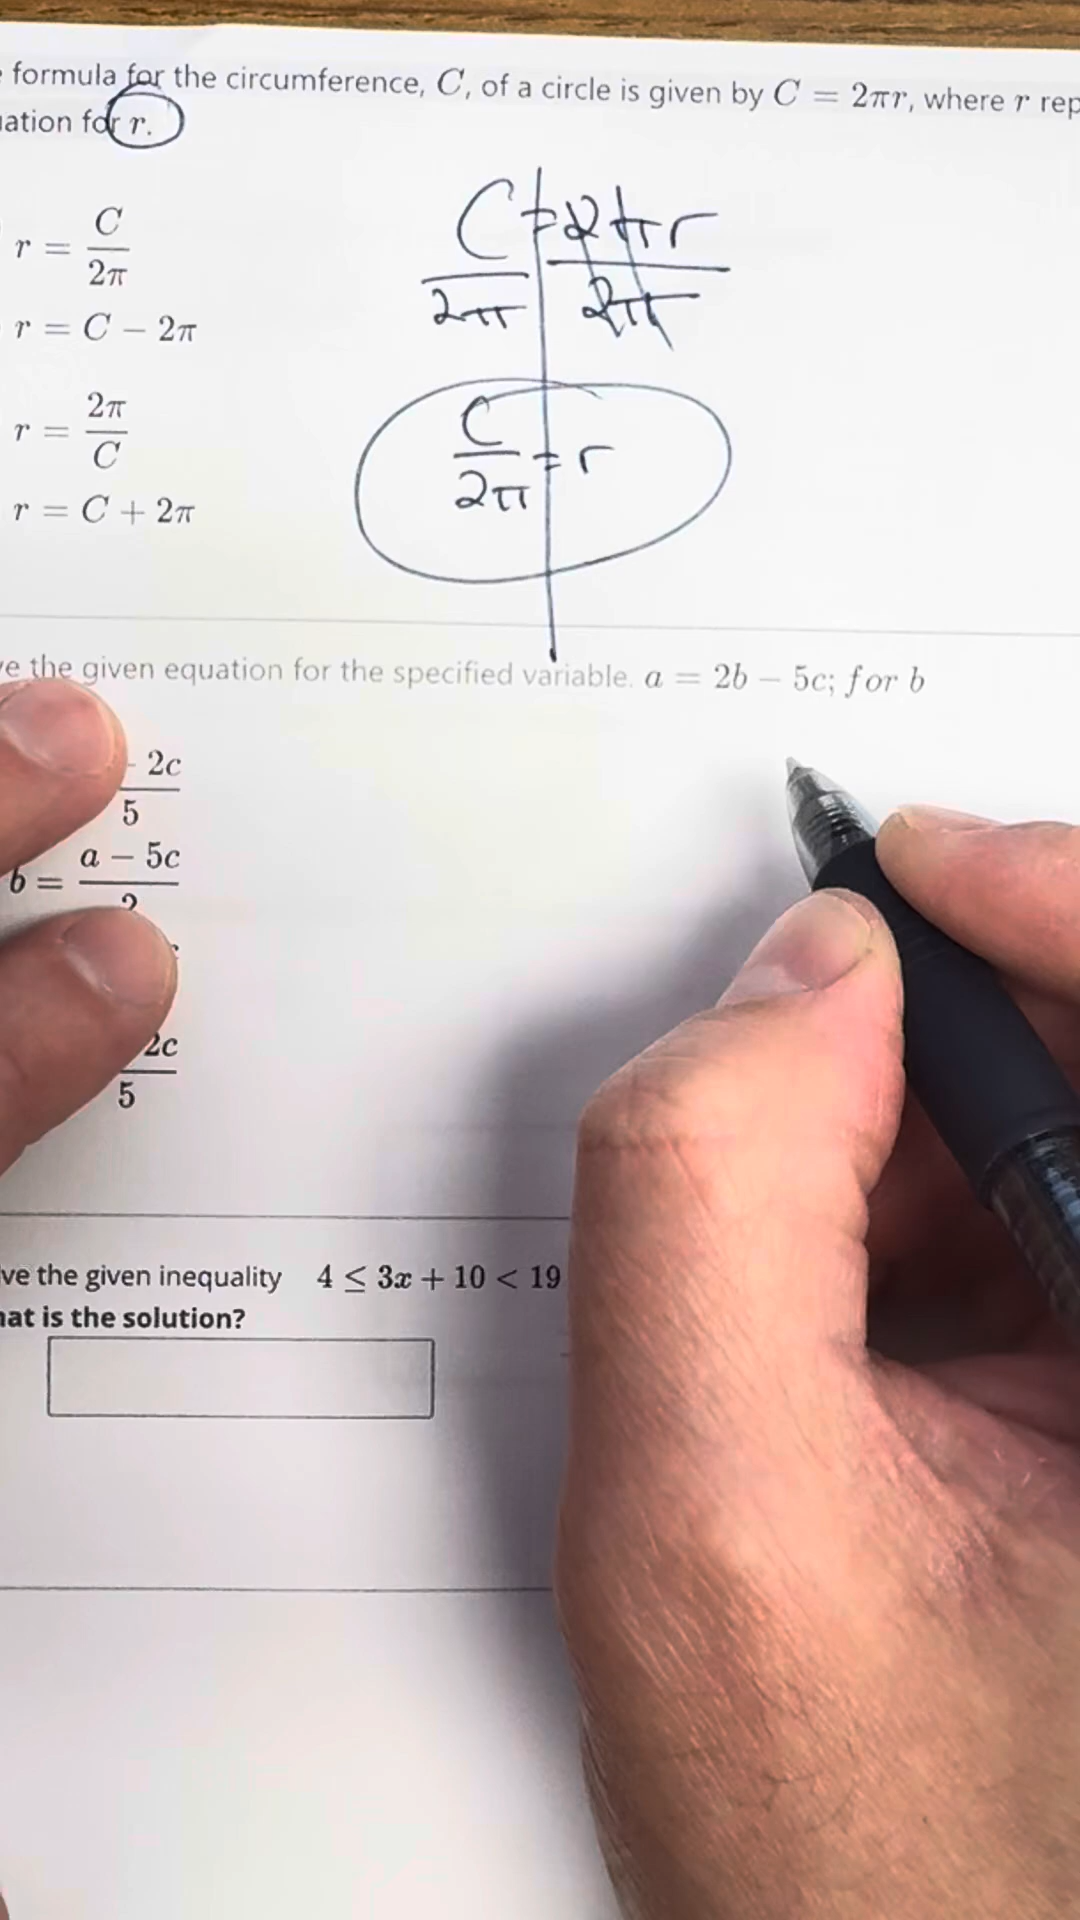 formula for the circumference, C, of a circle is given by C = 2πr, where r rep
ation for r.
r = C/2π
r = C − 2π
r = 2π/C
r = C + 2π
C = 2πr
2π 2π
C/2π = r
the given equation for the specified variable. a = 2b − 5c; for b
2c
5
b = a − 5c
2c
5
ve the given inequality 4 ≤ 3x + 10 < 19
at is the solution?